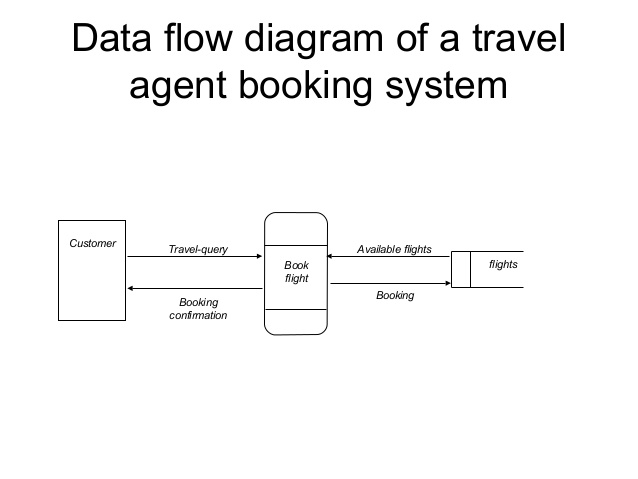 Data flow diagram of a travel
agent booking system
Customer
Travel-query
Booking
confirmation
Book
flight
Available flights
Booking
flights